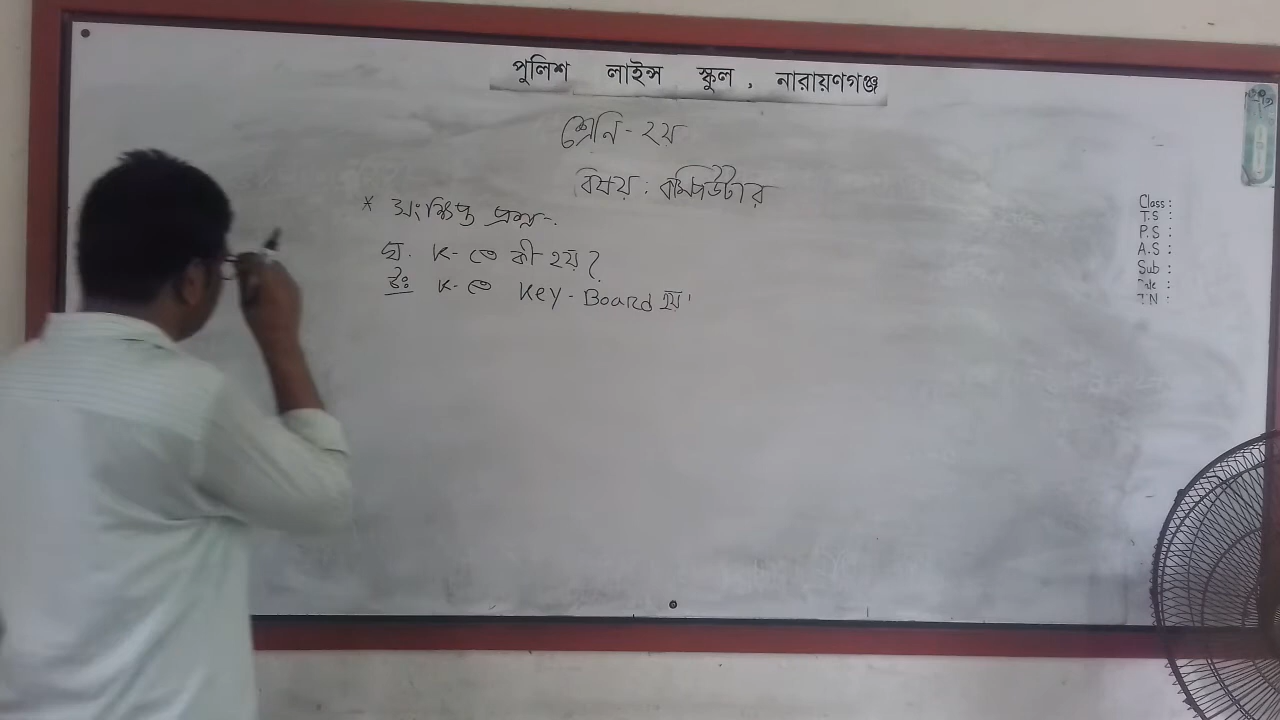 পুলিশ লাইন্স স্কুল , নারায়ণগঞ্জ
শ্রেনি - ২য়
বিষয় : কম্পিউটার
* সংক্ষিপ্ত প্রশ্ন-.
ঘ. K- তে কী হয় ?
উঃ K- তে Key - Board হয়।
Class :
T.S :
P.S :
A.S :
Sub :